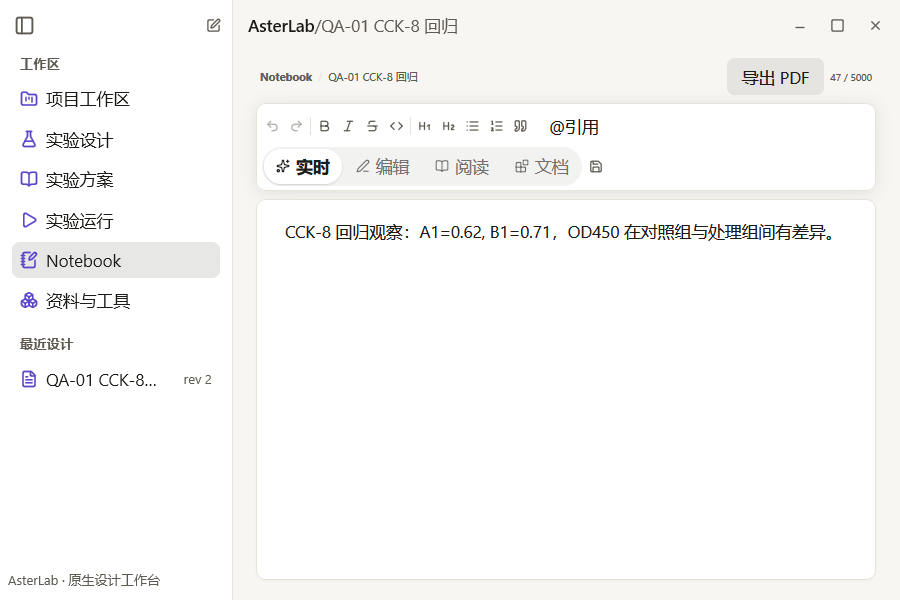 AsterLab/QA-01 CCK-8 回归
工作区
项目工作区
实验设计
实验方案
实验运行
Notebook
资料与工具
最近设计
QA-01 CCK-8... rev 2
AsterLab · 原生设计工作台
Notebook / QA-01 CCK-8 回归
导出 PDF 47 / 5000
B I S <> H1 H2 @引用
实时 编辑 阅读 文档
CCK-8 回归观察：A1=0.62, B1=0.71，OD450 在对照组与处理组间有差异。